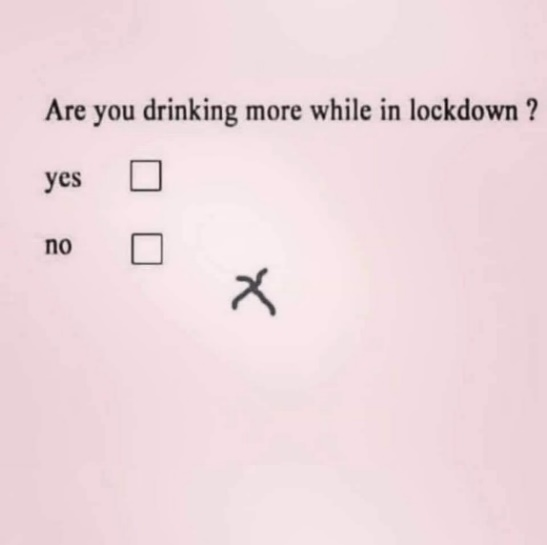 Are you drinking more while in lockdown ?
yes ☐
no ☐
x